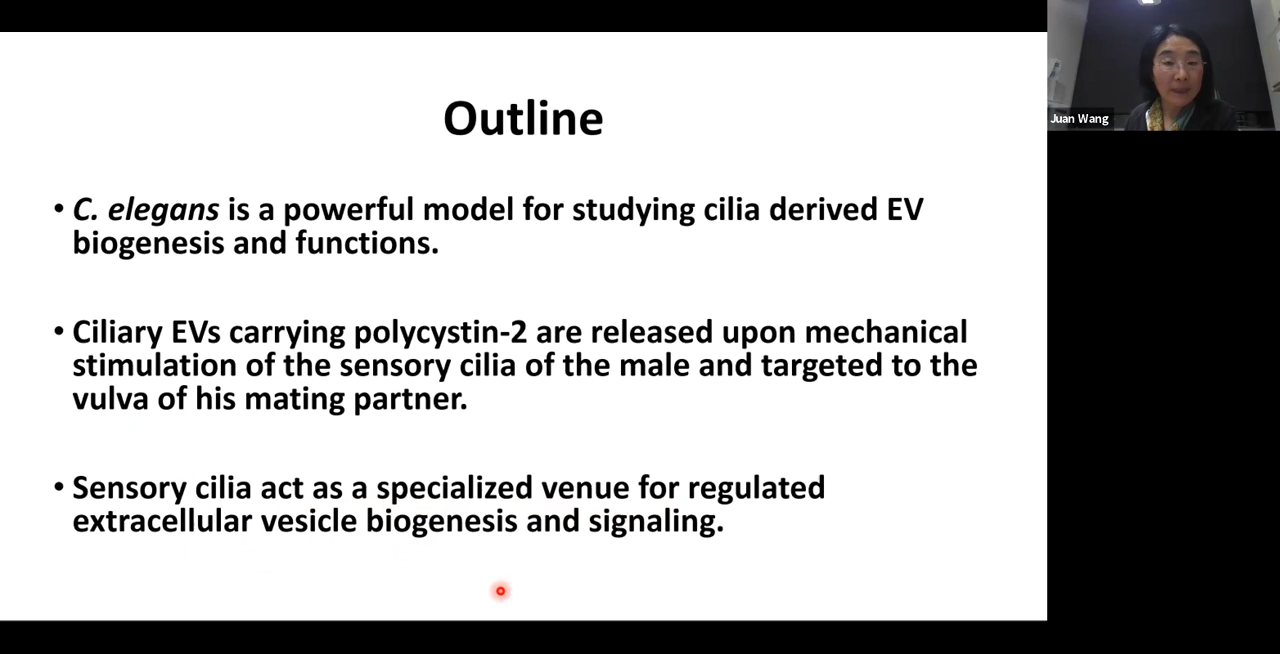 Outline
• C. elegans is a powerful model for studying cilia derived EV
biogenesis and functions.
• Ciliary EVs carrying polycystin-2 are released upon mechanical
stimulation of the sensory cilia of the male and targeted to the
vulva of his mating partner.
• Sensory cilia act as a specialized venue for regulated
extracellular vesicle biogenesis and signaling.
Juan Wang